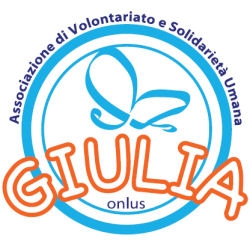 Associazione di Volontariato e Solidarietà Umana
GIULIA
onlus